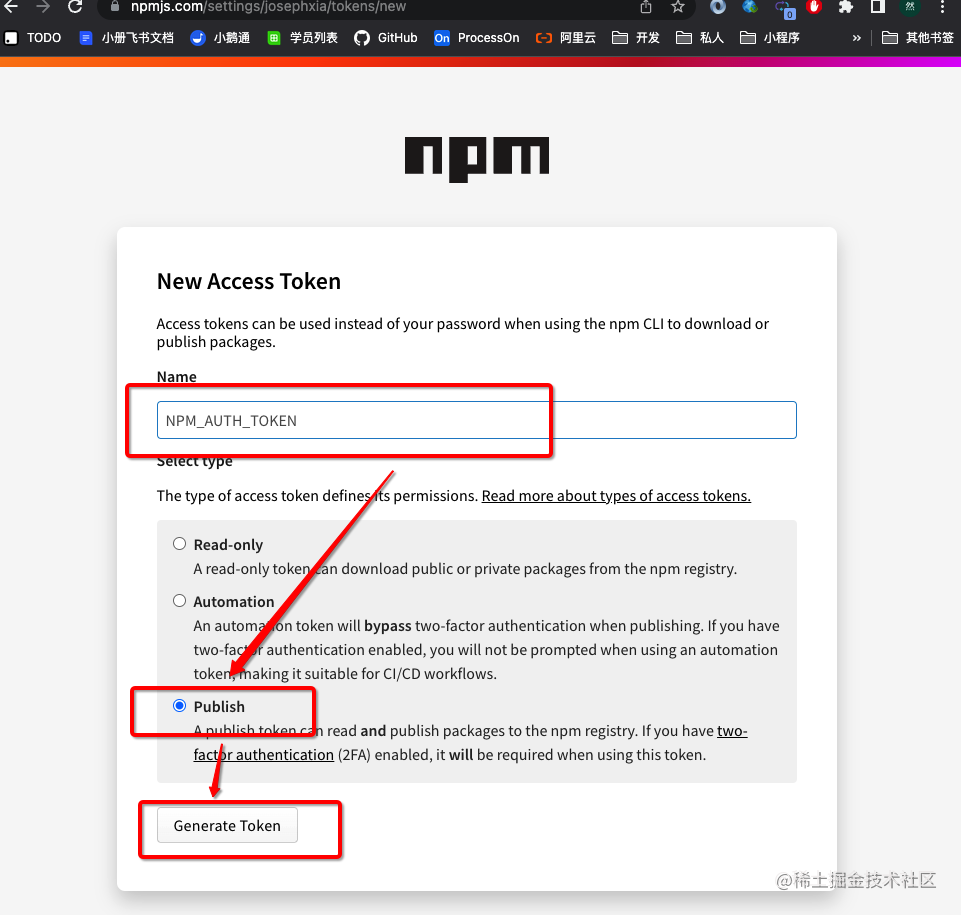 npmjs.com/settings/josephxia/tokens/new
然
0
TODO 小册飞书文档 小鹅通 学员列表 GitHub On ProcessOn 阿里云 开发 私人 小程序 » 其他书签
npm
New Access Token
Access tokens can be used instead of your password when using the npm CLI to download or
publish packages.
Name
NPM_AUTH_TOKEN
Select type
The type of access token defines its permissions. Read more about types of access tokens.
Read-only
A read-only token can download public or private packages from the npm registry.
Automation
An automation token will bypass two-factor authentication when publishing. If you have
two-factor authentication enabled, you will not be prompted when using an automation
token, making it suitable for CI/CD workflows.
Publish
A publish token can read and publish packages to the npm registry. If you have two-
factor authentication (2FA) enabled, it will be required when using this token.
Generate Token
@稀土掘金技术社区